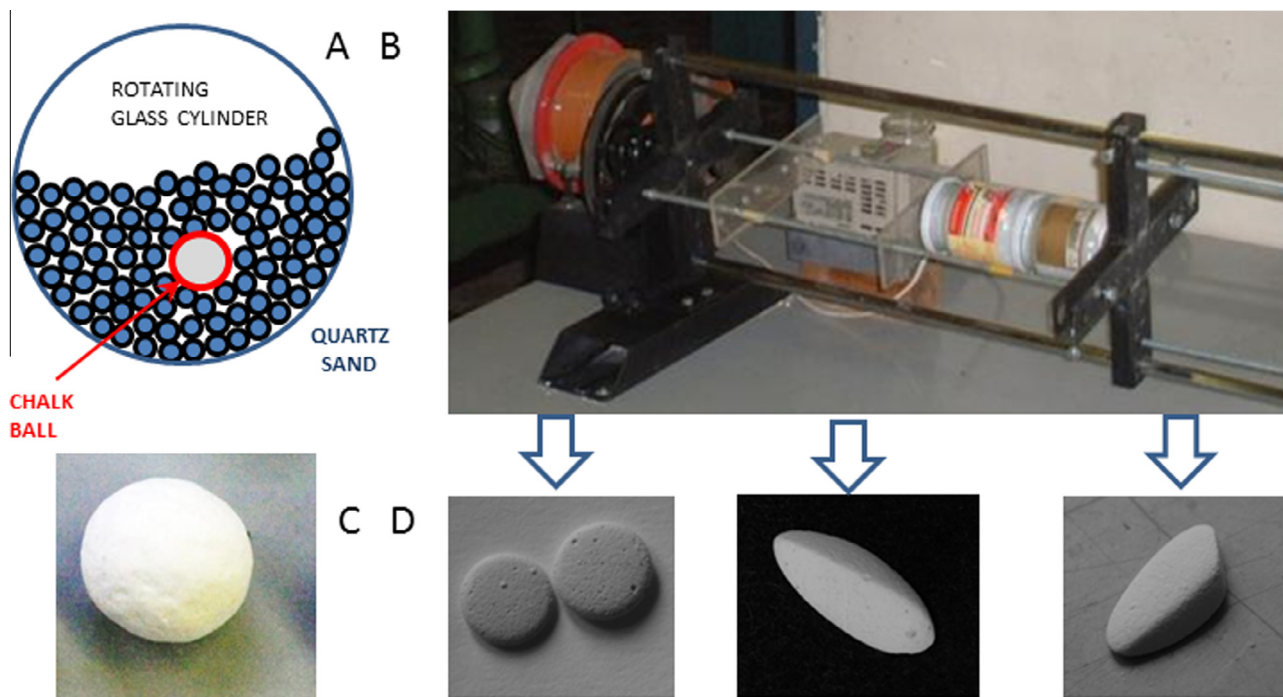 A B
ROTATING
GLASS CYLINDER
QUARTZ
SAND
CHALK
BALL
C D